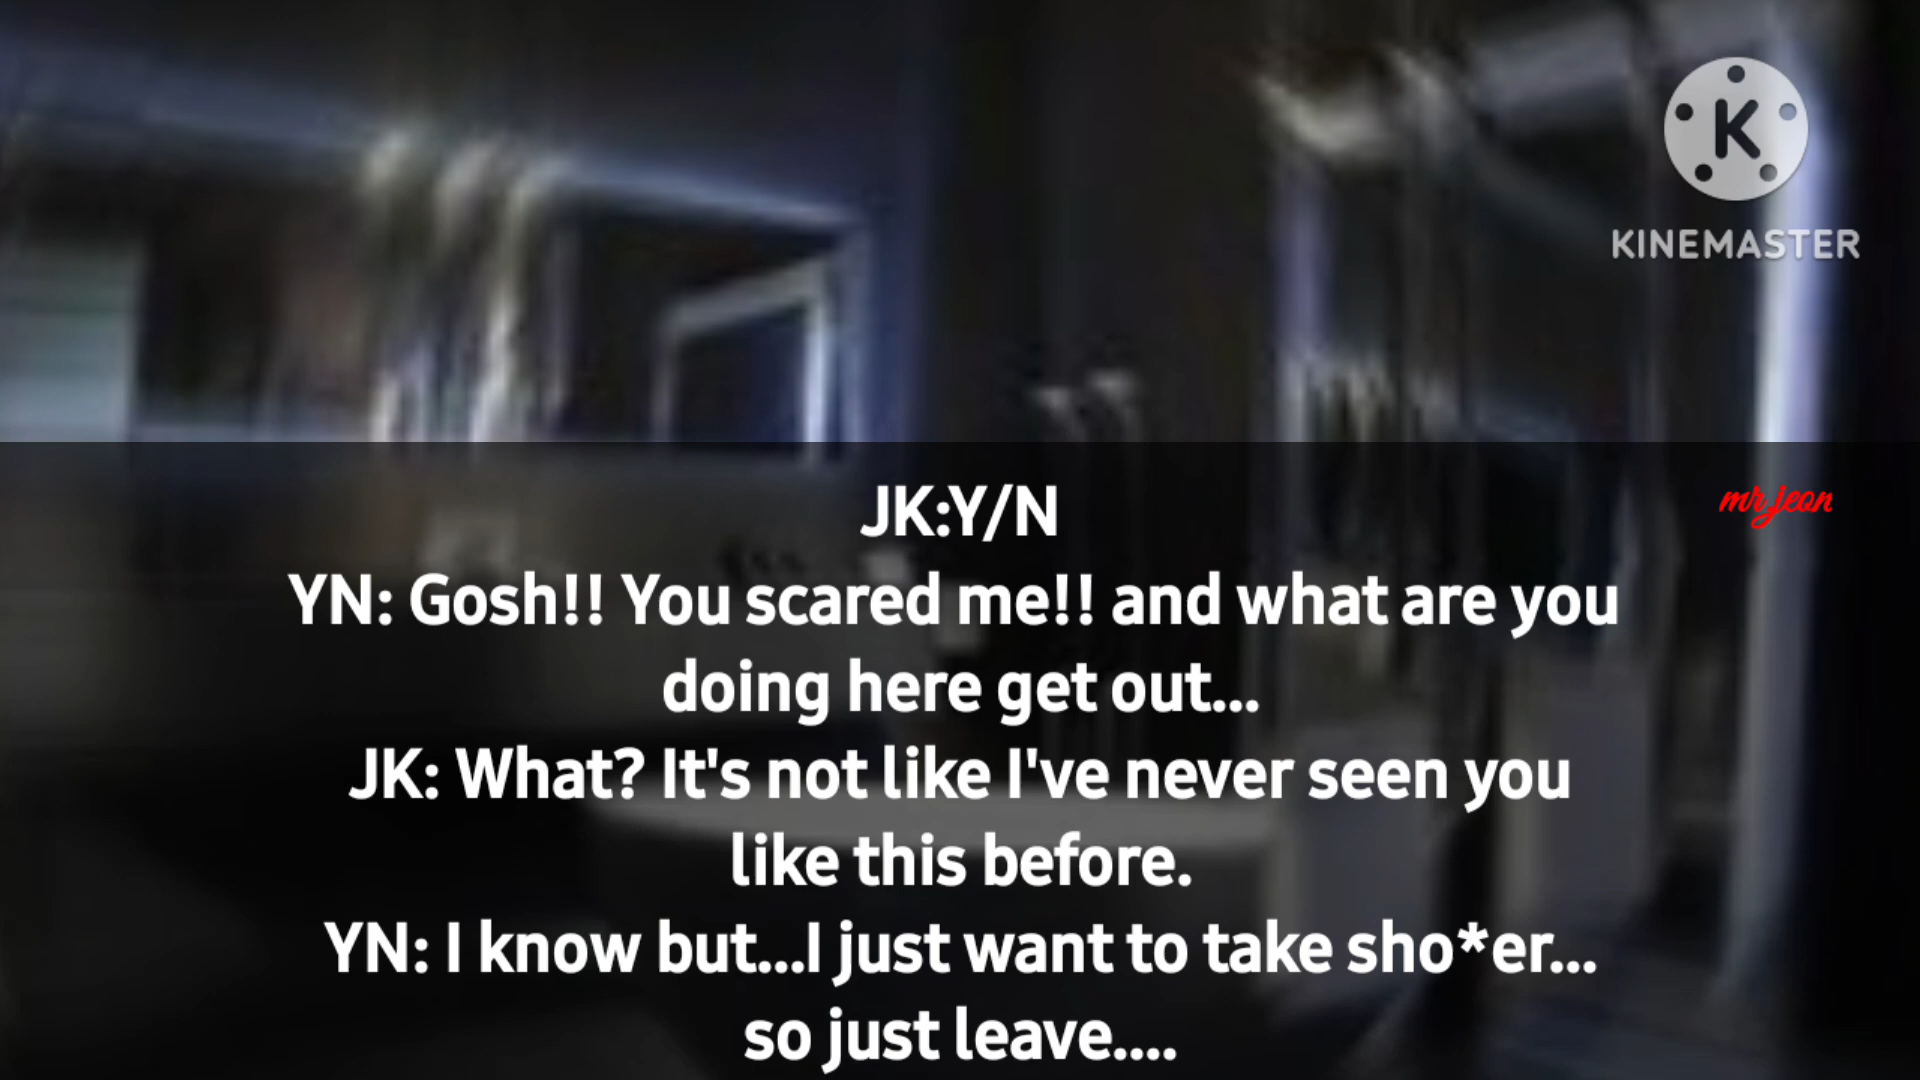 K
KINEMASTER
JK:Y/N
mr jeon
YN: Gosh!! You scared me!! and what are you
doing here get out...
JK: What? It's not like I've never seen you
like this before.
YN: I know but...I just want to take sho*er...
so just leave....